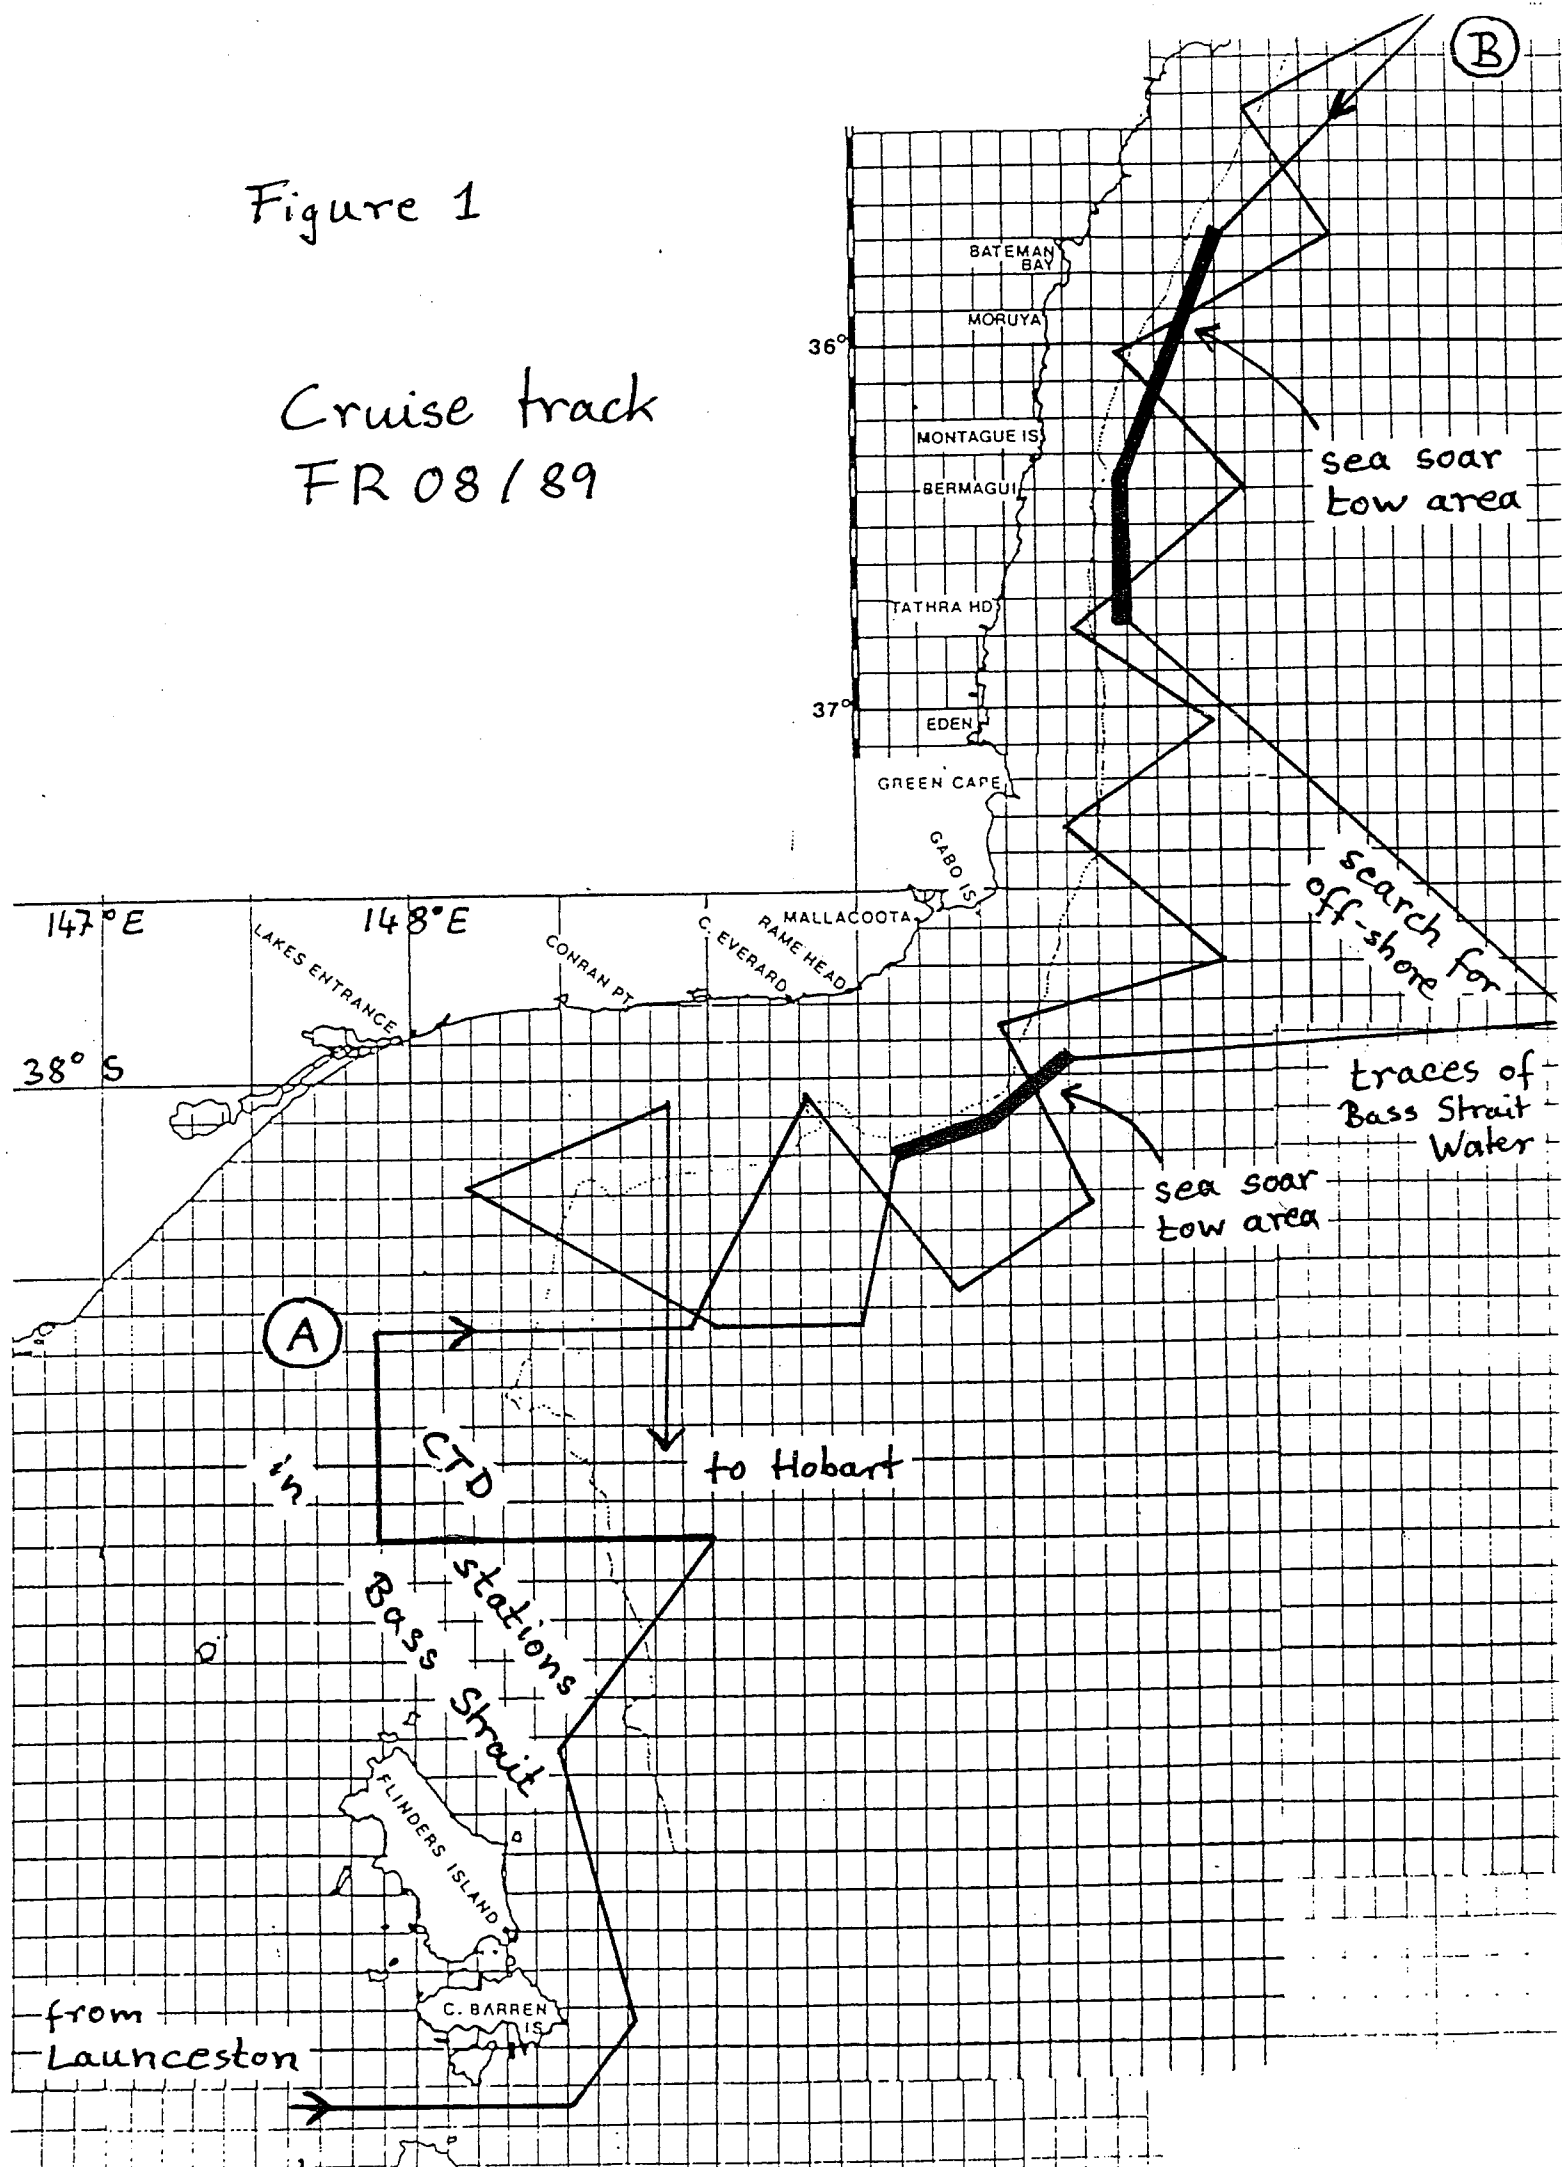 B
Figure 1
BATEMAN
BAY
MORUYA
36°
Cruise track
FR 08/89
MONTAGUE IS
BERMAGUI
sea soar
tow area
TATHRA HD
37°
EDEN
GREEN CAPE
GABO IS
search for
off-shore
147°E
148°E
LAKES ENTRANCE
CONRAN PT
C. EVERARD
RAME HEAD
MALLACOOTA
38° S
traces of
Bass Strait
Water
sea soar
tow area
A
to Hobart
CTD
stations
in
Bass Strait
FLINDERS ISLAND
C. BARREN
IS
from
Launceston